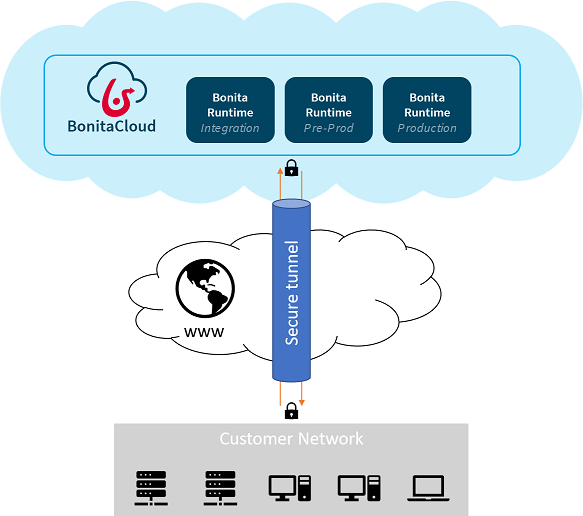 Bonita
Runtime
Integration
Bonita
Runtime
Pre-Prod
Bonita
Runtime
Production
BonitaCloud
Secure tunnel
www
Customer Network